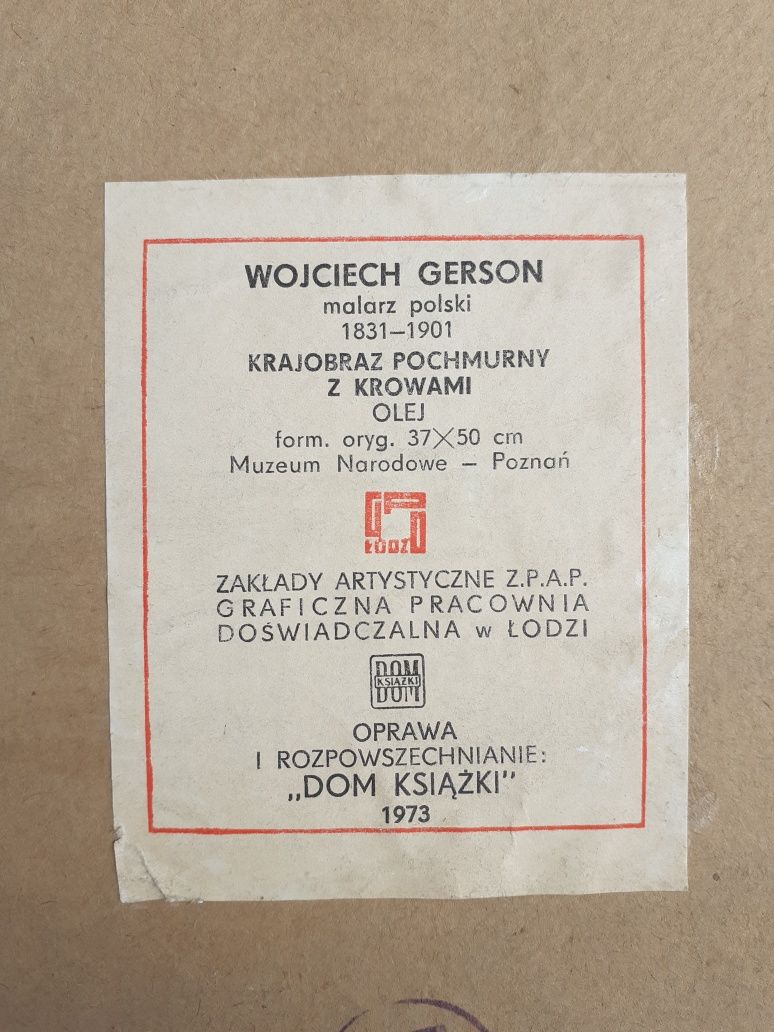 WOJCIECH GERSON
malarz polski
1831—1901
KRAJOBRAZ POCHMURNY
Z KROWAMI
OLEJ
form. oryg. 37×50 cm
Muzeum Narodowe — Poznań
ŁÓDŹ
ZAKŁADY ARTYSTYCZNE Z.P.A.P.
GRAFICZNA PRACOWNIA
DOŚWIADCZALNA w ŁODZI
DOM
KSIĄŻKI
DOM
OPRAWA
I ROZPOWSZECHNIANIE:
„DOM KSIĄŻKI”
1973